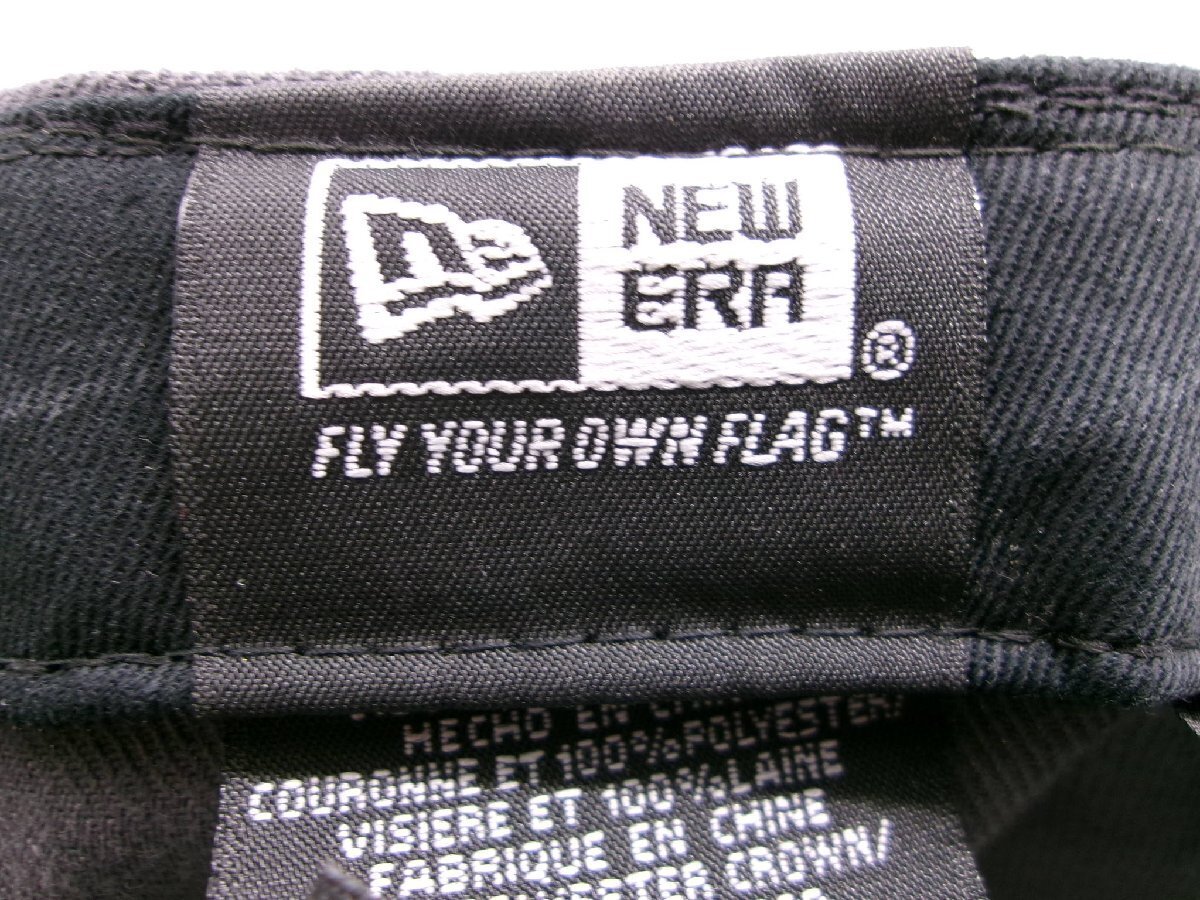 NEW
ERA
®
FLY YOUR OWN FLAG™
HECHO EN
COURONNE ET 100% POLYESTER/
VISIERE ET 100% LAINE
FABRIQUE EN CHINE
CROWN/